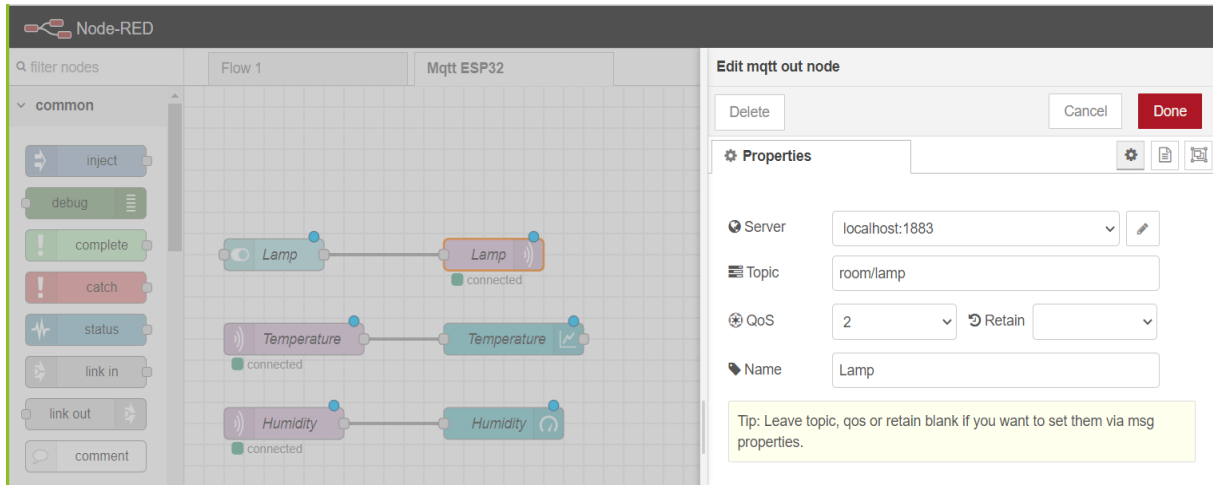 Node-RED
filter nodes
Flow 1
Mqtt ESP32
common
inject
debug
complete
catch
status
link in
link out
comment
Lamp
Lamp
connected
Temperature
connected
Temperature
Humidity
connected
Humidity
Edit mqtt out node
Delete
Cancel
Done
Properties
Server
localhost:1883
Topic
room/lamp
QoS
2
Retain
Name
Lamp
Tip: Leave topic, qos or retain blank if you want to set them via msg
properties.